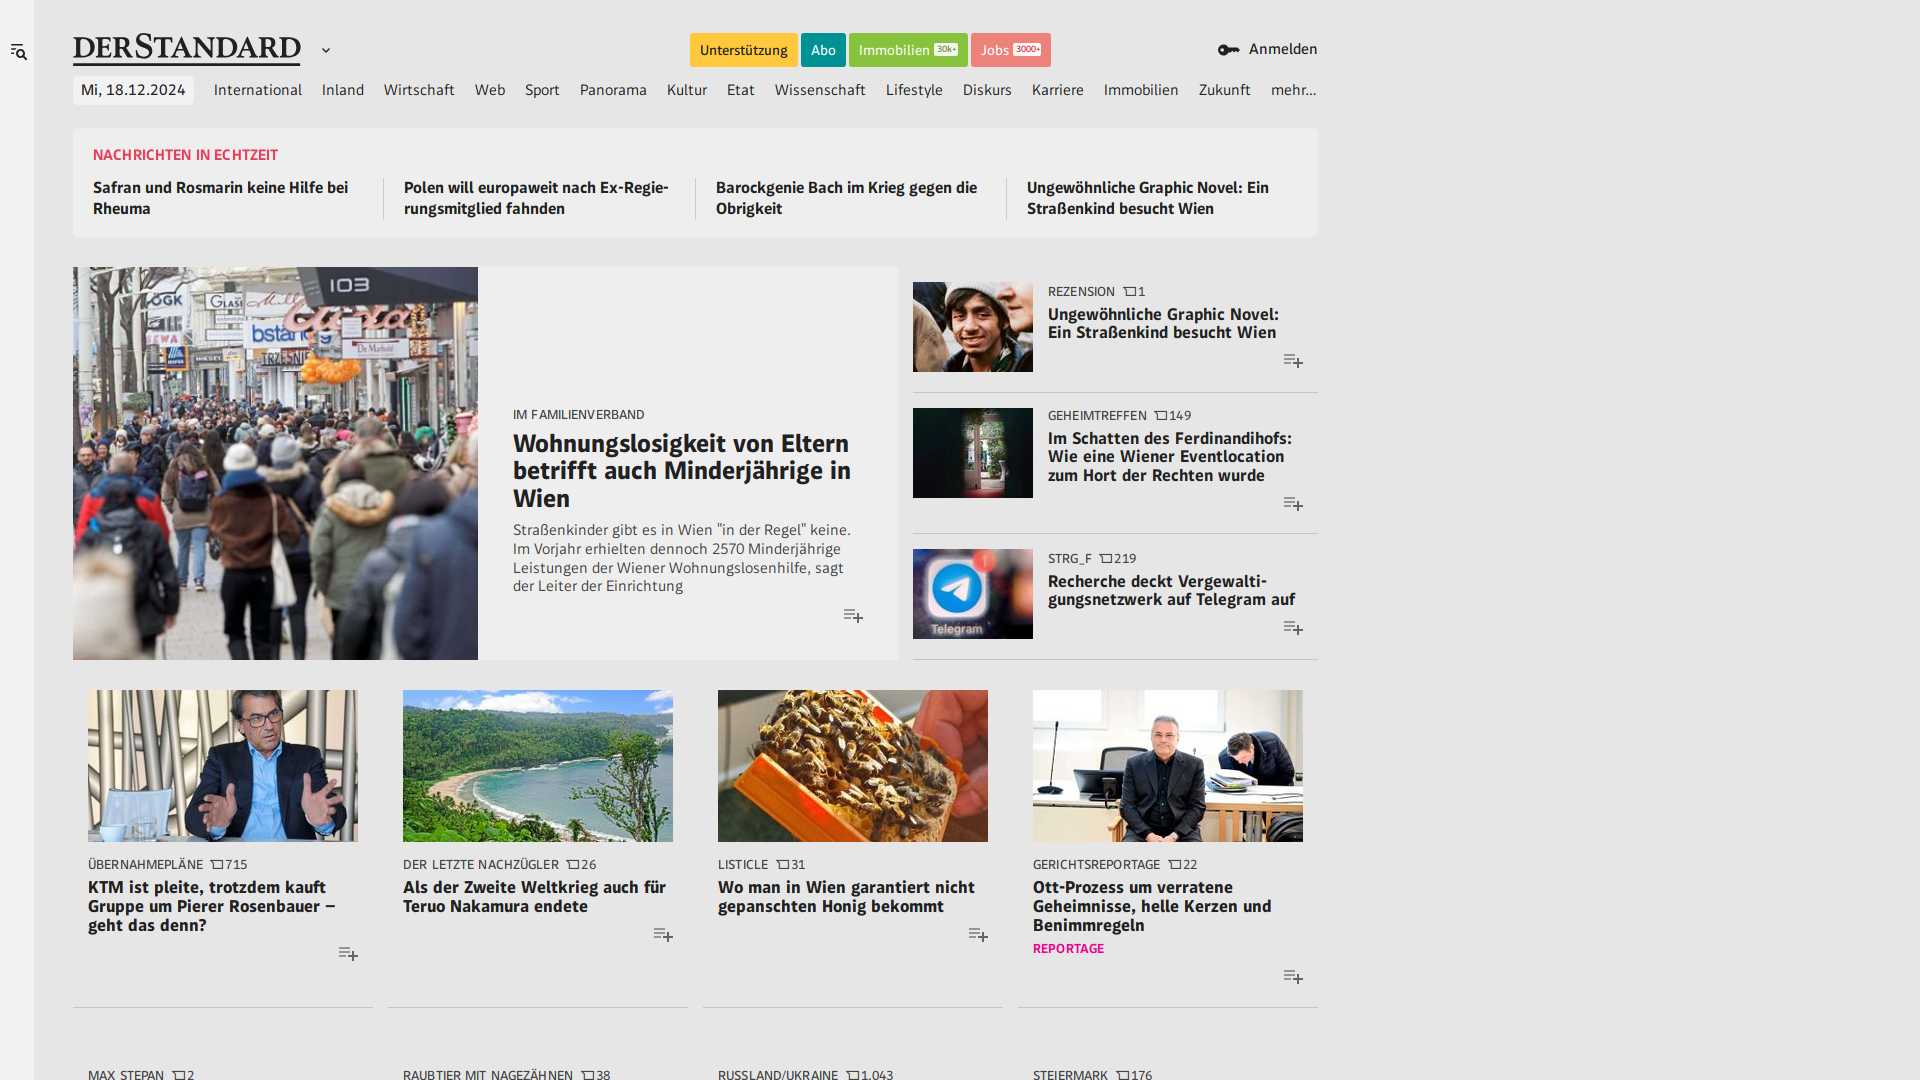 DERSTANDARD
Unterstützung
Abo
Immobilien 30k+
Jobs 3000+
Anmelden
Mi, 18.12.2024
International
Inland
Wirtschaft
Web
Sport
Panorama
Kultur
Etat
Wissenschaft
Lifestyle
Diskurs
Karriere
Immobilien
Zukunft
mehr...
NACHRICHTEN IN ECHTZEIT
Safran und Rosmarin keine Hilfe bei
Rheuma
Polen will europaweit nach Ex-Regie-
rungsmitglied fahnden
Barockgenie Bach im Krieg gegen die
Obrigkeit
Ungewöhnliche Graphic Novel: Ein
Straßenkind besucht Wien
103
ÖGK
bständig
IM FAMILIENVERBAND
Wohnungslosigkeit von Eltern
betrifft auch Minderjährige in
Wien
Straßenkinder gibt es in Wien "in der Regel" keine.
Im Vorjahr erhielten dennoch 2570 Minderjährige
Leistungen der Wiener Wohnungslosenhilfe, sagt
der Leiter der Einrichtung
REZENSION 1
Ungewöhnliche Graphic Novel:
Ein Straßenkind besucht Wien
GEHEIMTREFFEN 149
Im Schatten des Ferdinandihofs:
Wie eine Wiener Eventlocation
zum Hort der Rechten wurde
Telegram
STRG_F 219
Recherche deckt Vergewalti-
gungsnetzwerk auf Telegram auf
ÜBERNAHMEPLÄNE 715
KTM ist pleite, trotzdem kauft
Gruppe um Pierer Rosenbauer –
geht das denn?
DER LETZTE NACHZÜGLER 26
Als der Zweite Weltkrieg auch für
Teruo Nakamura endete
LISTICLE 31
Wo man in Wien garantiert nicht
gepanschten Honig bekommt
GERICHTSREPORTAGE 22
Ott-Prozess um verratene
Geheimnisse, helle Kerzen und
Benimmregeln
REPORTAGE
MAX STEPAN 2
RAUBTIER MIT NAGEZÄHNEN 38
RUSSLAND/UKRAINE 1.043
STEIERMARK 176